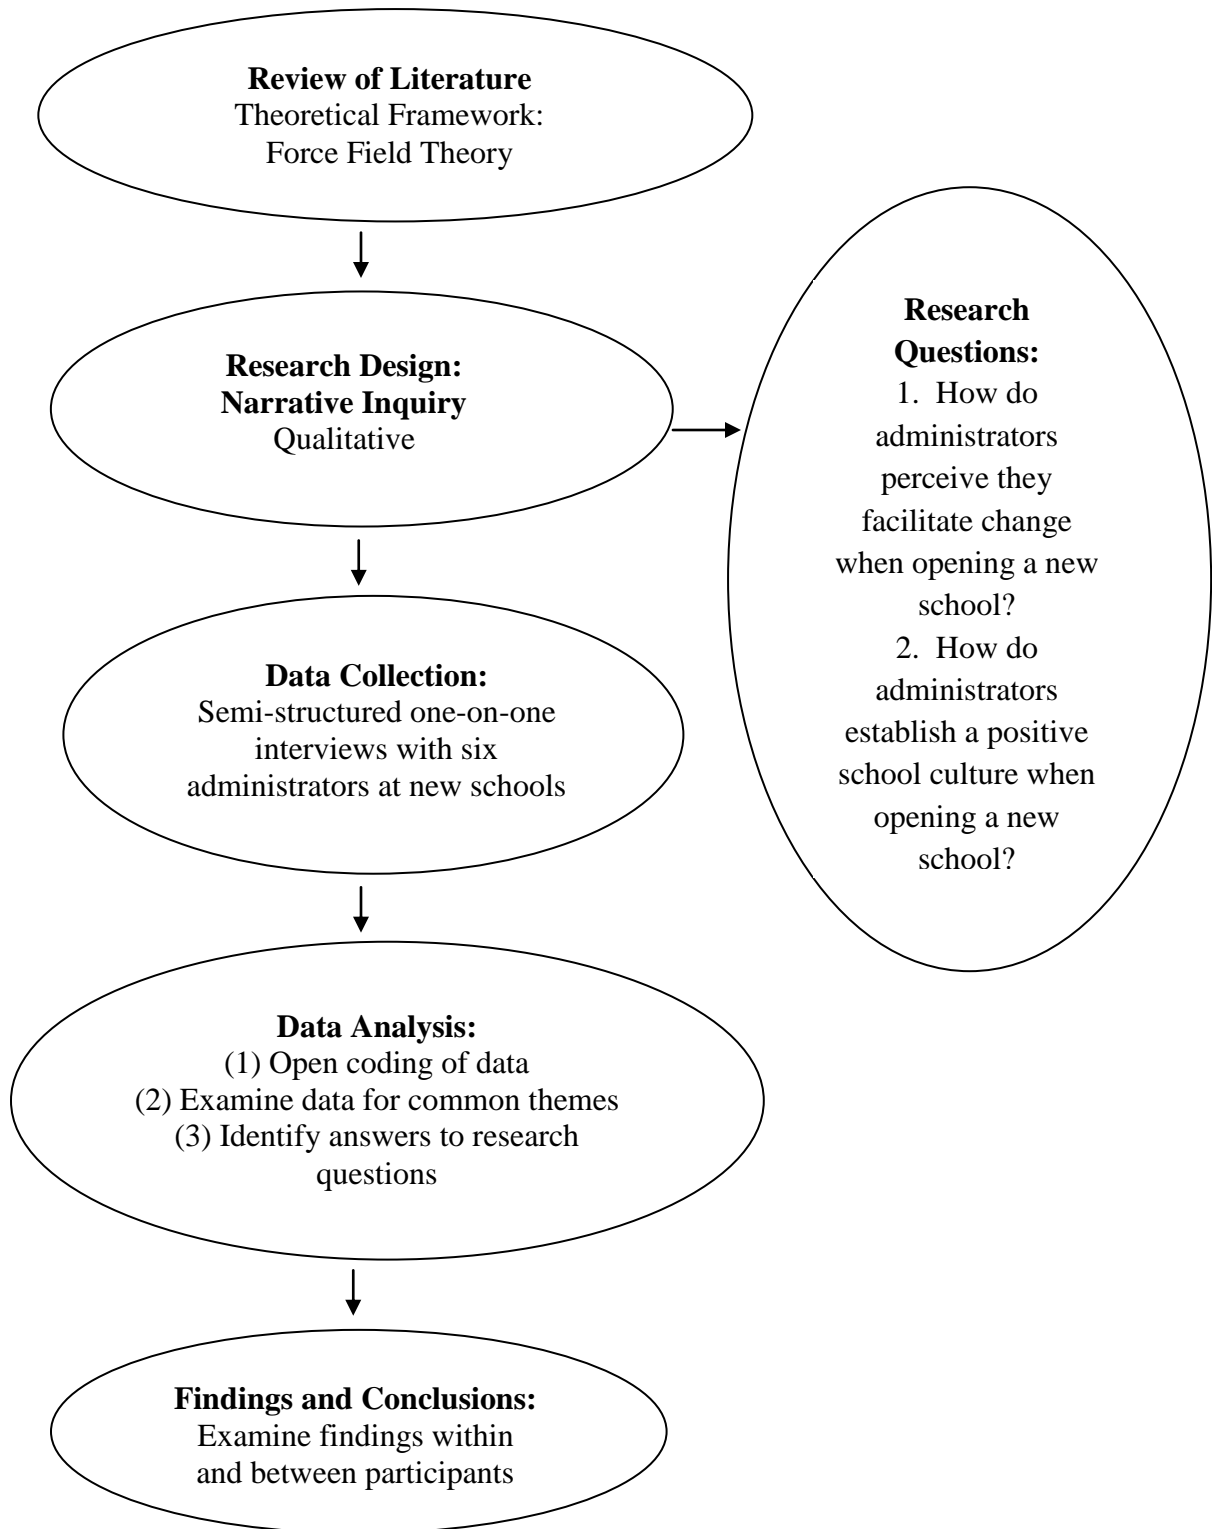 Review of Literature
Theoretical Framework:
Force Field Theory
Research Design:
Narrative Inquiry
Qualitative
Research
Questions:
1. How do
administrators
perceive they
facilitate change
when opening a new
school?
2. How do
administrators
establish a positive
school culture when
opening a new
school?
Data Collection:
Semi-structured one-on-one
interviews with six
administrators at new schools
Data Analysis:
(1) Open coding of data
(2) Examine data for common themes
(3) Identify answers to research
questions
Findings and Conclusions:
Examine findings within
and between participants